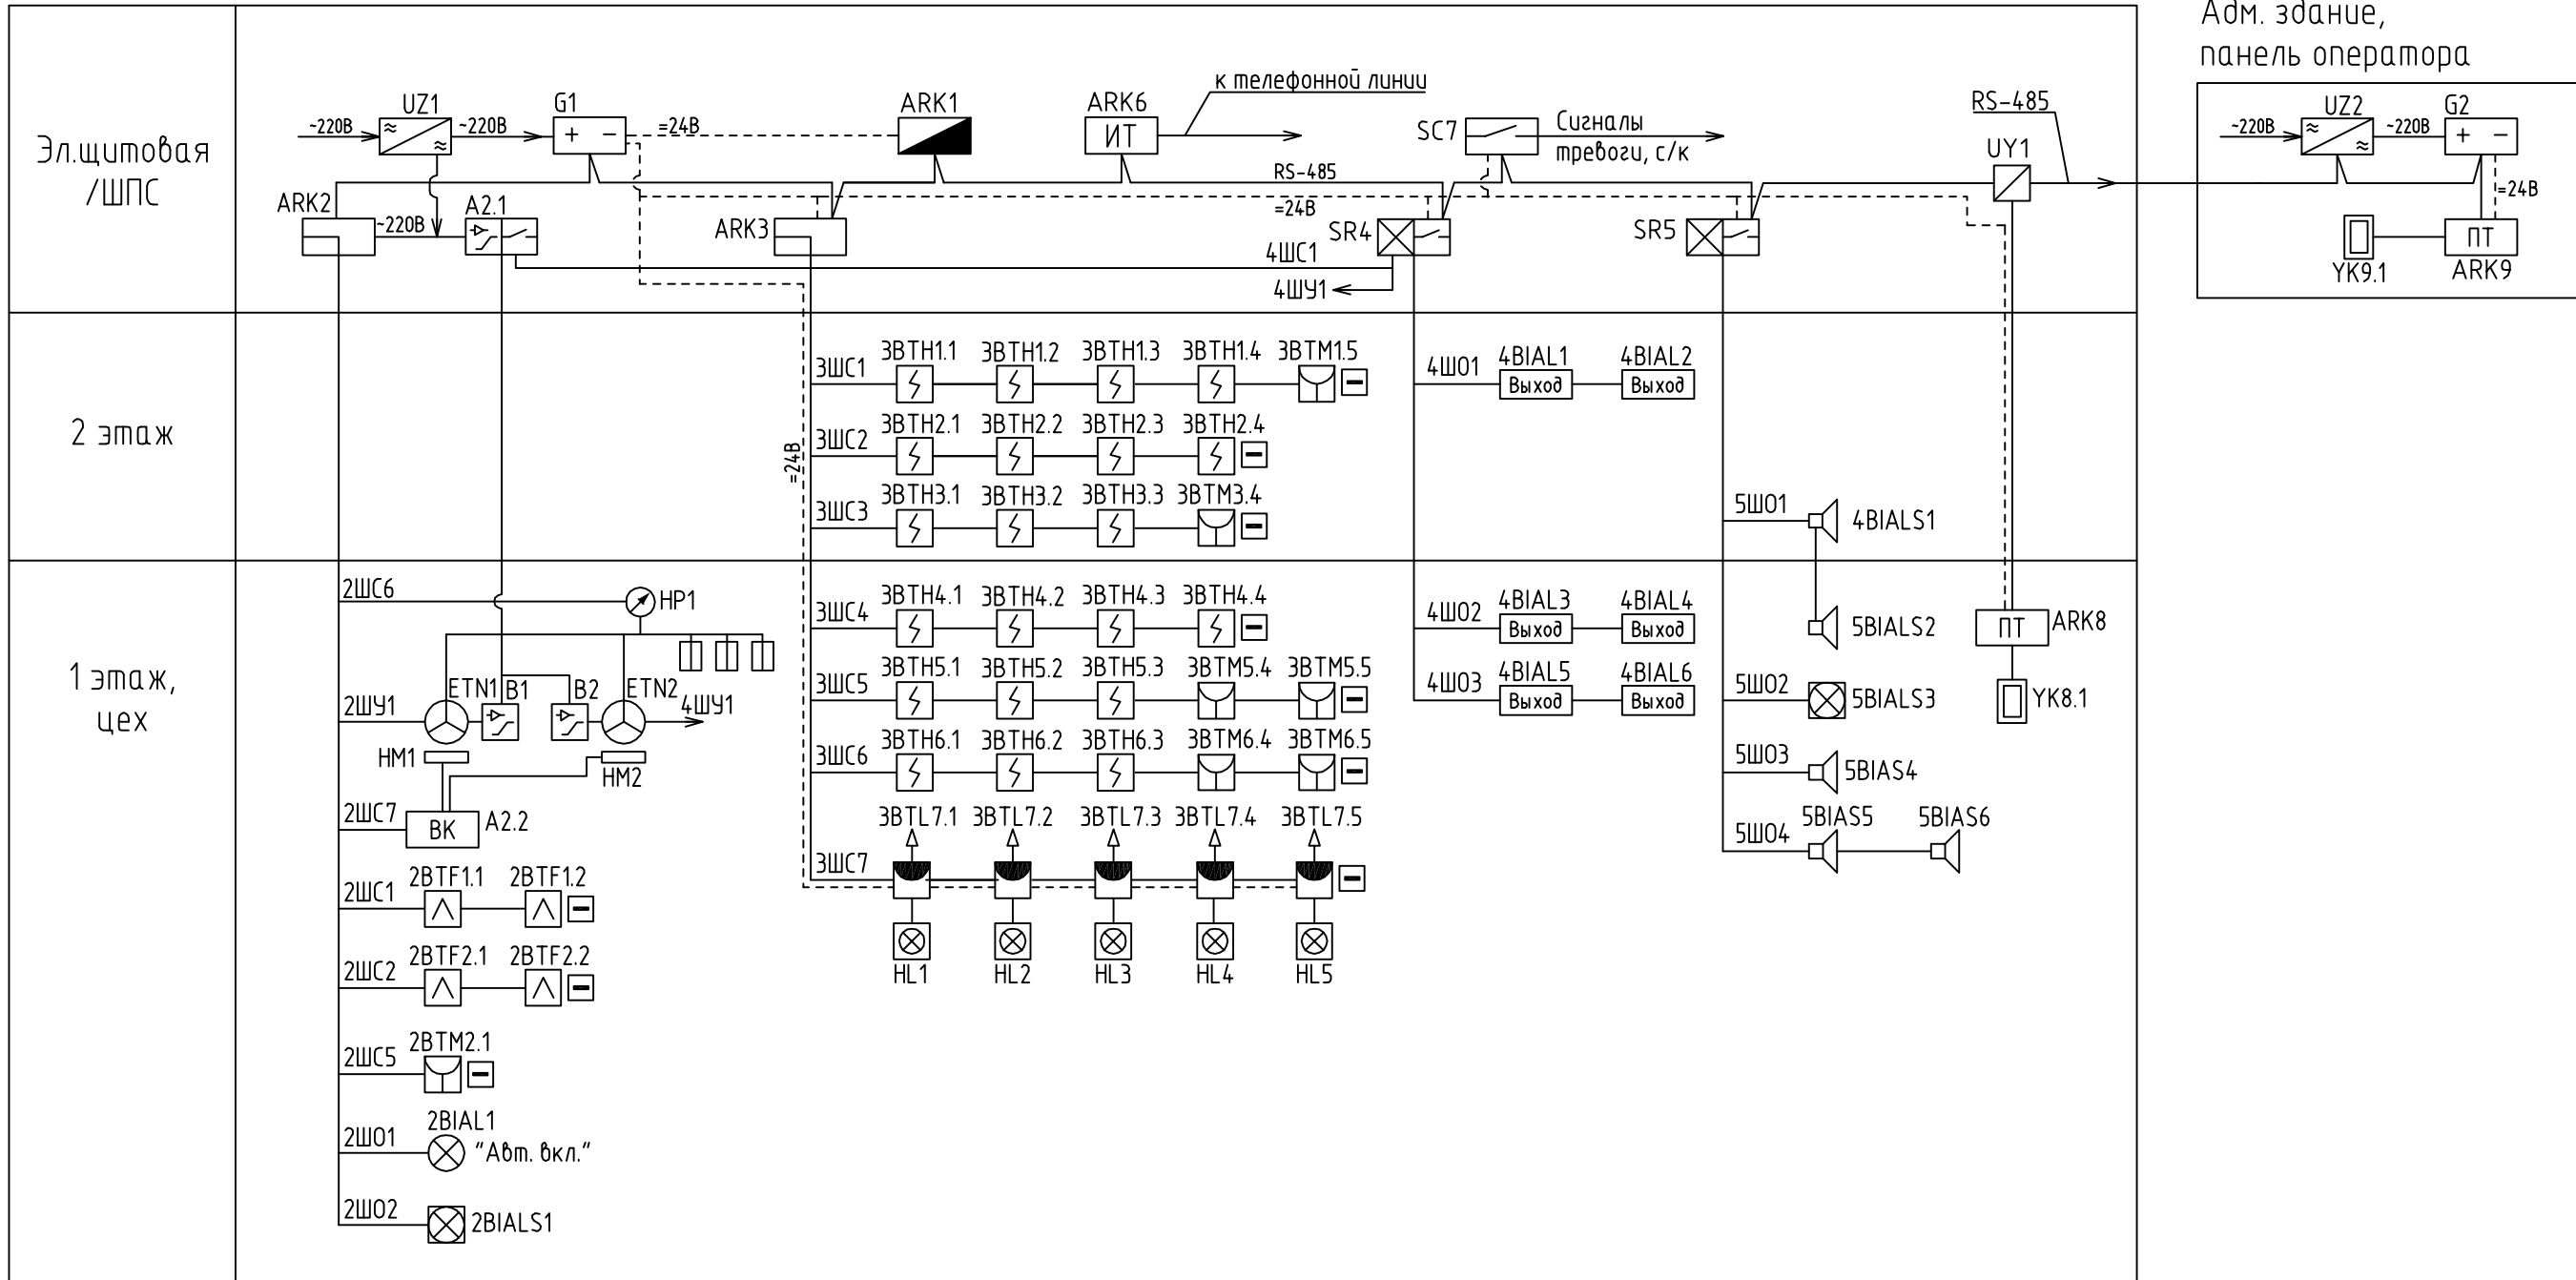 Адм. здание,
панель оператора
Эл.щитовая
/ШПС
~220В
UZ1
~220В
G1
=24В
ARK1
ARK6
ИТ
к телефонной линии
SC7
Сигналы
тревоги, с/к
RS-485
UY1
~220В
UZ2
~220В
G2
=24В
YK9.1
ПТ
ARK9
ARK2
~220В
A2.1
ARK3
RS-485
=24В
SR4
SR5
4ШС1
4ШУ1
2 этаж
=24В
3ШС1
3BTH1.1
3BTH1.2
3BTH1.3
3BTH1.4
3BTM1.5
4ШО1
4BIAL1
Выход
4BIAL2
Выход
3ШС2
3BTH2.1
3BTH2.2
3BTH2.3
3BTH2.4
3ШС3
3BTH3.1
3BTH3.2
3BTH3.3
3BTM3.4
5ШО1
4BIALS1
1 этаж,
цех
2ШС6
HP1
3ШС4
3BTH4.1
3BTH4.2
3BTH4.3
3BTH4.4
4ШО2
4BIAL3
Выход
4BIAL4
Выход
5BIALS2
ПТ
ARK8
2ШУ1
ETN1
B1
B2
ETN2
4ШУ1
3ШС5
3BTH5.1
3BTH5.2
3BTH5.3
3BTM5.4
3BTM5.5
4ШО3
4BIAL5
Выход
4BIAL6
Выход
5ШО2
5BIALS3
YK8.1
HM1
HM2
3ШС6
3BTH6.1
3BTH6.2
3BTH6.3
3BTM6.4
3BTM6.5
5ШО3
5BIAS4
2ШС7
ВК
A2.2
3ШС7
3BTL7.1
3BTL7.2
3BTL7.3
3BTL7.4
3BTL7.5
5ШО4
5BIAS5
5BIAS6
2ШС1
2BTF1.1
2BTF1.2
HL1
HL2
HL3
HL4
HL5
2ШС2
2BTF2.1
2BTF2.2
2ШС5
2BTM2.1
2ШО1
2BIAL1
"Авт. вкл."
2ШО2
2BIALS1